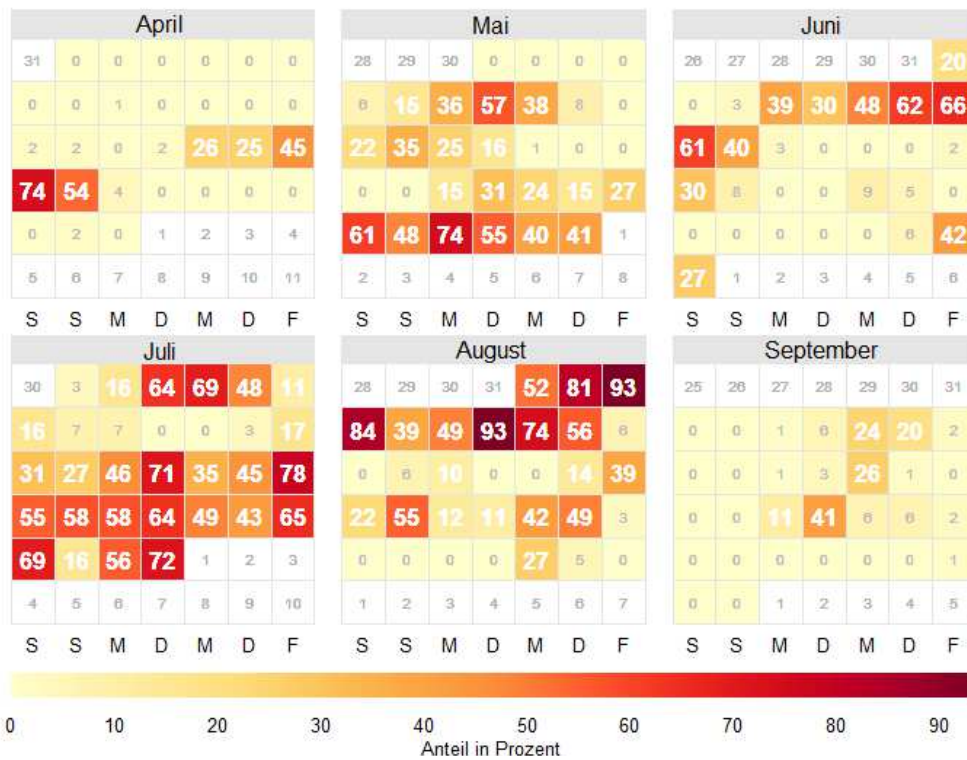 April Mai Juni
31 0 0 0 0 0 0 28 29 30 0 0 0 0 26 27 28 29 30 31 20
0 0 1 0 0 0 0 6 15 36 57 38 8 0 0 3 39 30 48 62 66
2 2 0 2 26 25 45 22 35 25 16 1 0 0 61 40 3 0 0 0 2
74 54 4 0 0 0 0 0 0 15 31 24 15 27 30 8 0 0 9 5 0
0 2 0 1 2 3 4 61 48 74 55 40 41 1 0 0 0 0 0 6 42
5 6 7 8 9 10 11 2 3 4 5 6 7 8 27 1 2 3 4 5 6
S S M D M D F S S M D M D F S S M D M D F
Juli August September
30 3 16 64 69 48 11 28 29 30 31 52 81 93 25 26 27 28 29 30 31
16 7 7 0 0 3 17 84 39 49 93 74 56 6 0 0 1 6 24 20 2
31 27 46 71 35 45 78 0 6 10 0 0 14 39 0 0 1 3 26 1 0
55 58 58 64 49 43 65 22 55 12 11 42 49 3 0 0 11 41 6 6 2
69 16 56 72 1 2 3 0 0 0 0 27 5 0 0 0 0 0 0 0 1
4 5 6 7 8 9 10 1 2 3 4 5 6 7 0 0 1 2 3 4 5
S S M D M D F S S M D M D F S S M D M D F
0 10 20 30 40 50 60 70 80 90
Anteil in Prozent